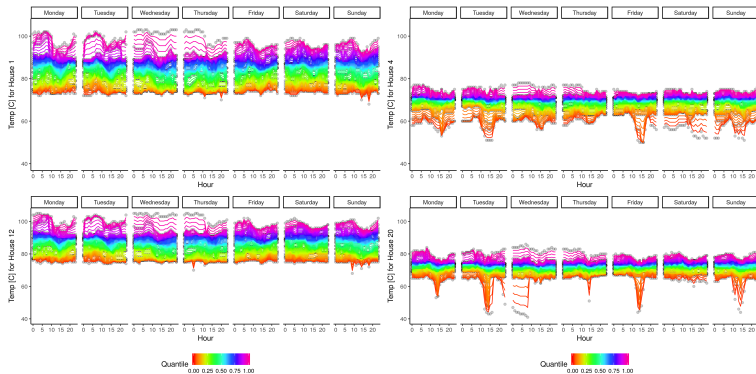 Monday Tuesday Wednesday Thursday Friday Saturday Sunday
100
80
60
40
Temp [C] for House 1
0 5 10 15 20 0 5 10 15 20 0 5 10 15 20 0 5 10 15 20 0 5 10 15 20 0 5 10 15 20 0 5 10 15 20
Hour
Monday Tuesday Wednesday Thursday Friday Saturday Sunday
100
80
60
40
Temp [C] for House 4
0 5 10 15 20 0 5 10 15 20 0 5 10 15 20 0 5 10 15 20 0 5 10 15 20 0 5 10 15 20 0 5 10 15 20
Hour
Monday Tuesday Wednesday Thursday Friday Saturday Sunday
100
80
60
40
Temp [C] for House 12
0 5 10 15 20 0 5 10 15 20 0 5 10 15 20 0 5 10 15 20 0 5 10 15 20 0 5 10 15 20 0 5 10 15 20
Hour
Monday Tuesday Wednesday Thursday Friday Saturday Sunday
100
80
60
40
Temp [C] for House 20
0 5 10 15 20 0 5 10 15 20 0 5 10 15 20 0 5 10 15 20 0 5 10 15 20 0 5 10 15 20 0 5 10 15 20
Hour
Quantile
0.00 0.25 0.50 0.75 1.00
Quantile
0.00 0.25 0.50 0.75 1.00